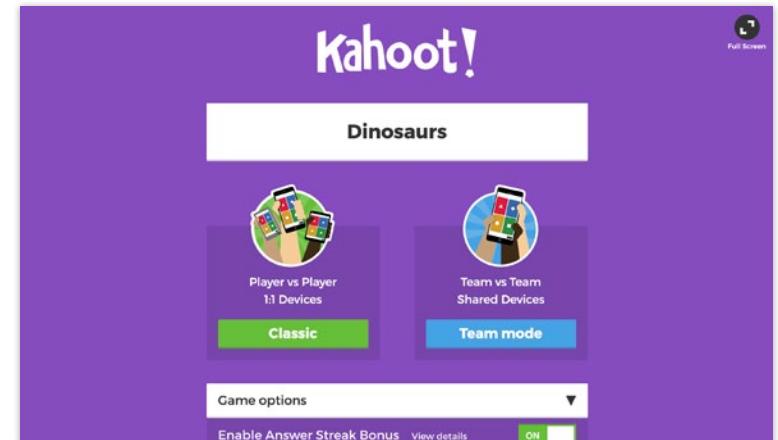 Kahoot!
Full Screen
Dinosaurs
Player vs Player
1:1 Devices
Classic
Team vs Team
Shared Devices
Team mode
Game options
Enable Answer Streak Bonus View details ON